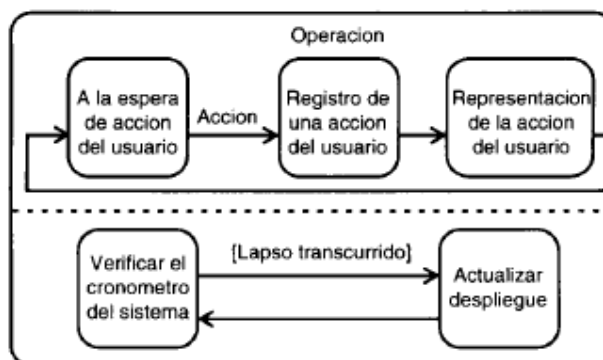 Operacion
A la espera
de accion
del usuario
Accion
Registro de
una accion
del usuario
Representacion
de la accion
del usuario
Verificar el
cronometro
del sistema
[Lapso transcurrido]
Actualizar
despliegue